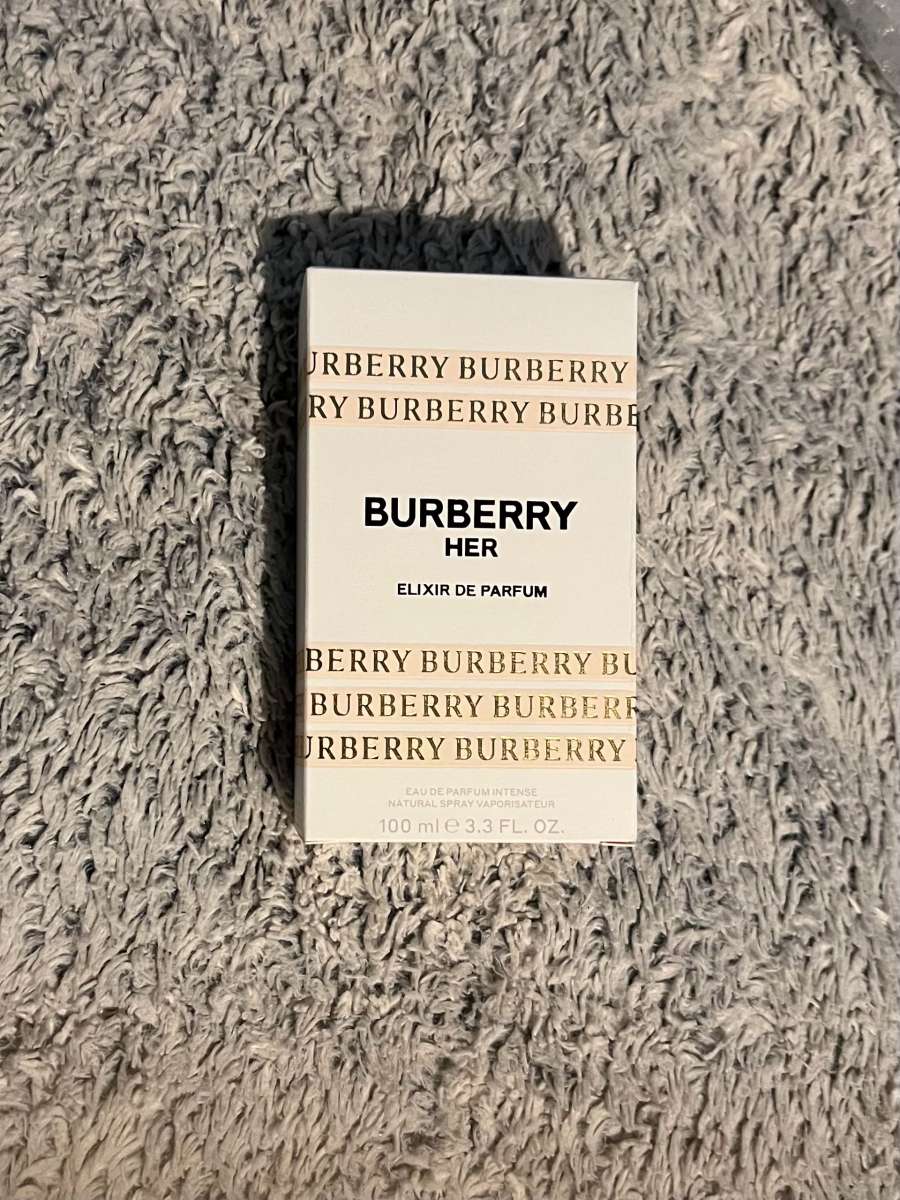 URBERRY BURBERRY
RY BURBERRY BURBE
BURBERRY
HER
ELIXIR DE PARFUM
BERRY BURBERRY BU
BURBERRY BURBERR
URBERRY BURBERRY
EAU DE PARFUM INTENSE
NATURAL SPRAY VAPORISATEUR
100 ml ℮ 3.3 FL. OZ.